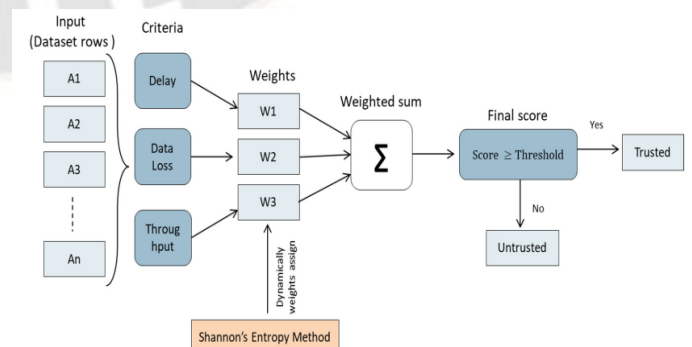 Input
(Dataset rows )
A1
A2
A3
An
Criteria
Delay
Data
Loss
Throug
hput
Weights
W1
W2
W3
Dynamically
weights assign
Shannon's Entropy Method
Weighted sum
Σ
Final score
Score ≥ Threshold
Yes
Trusted
No
Untrusted